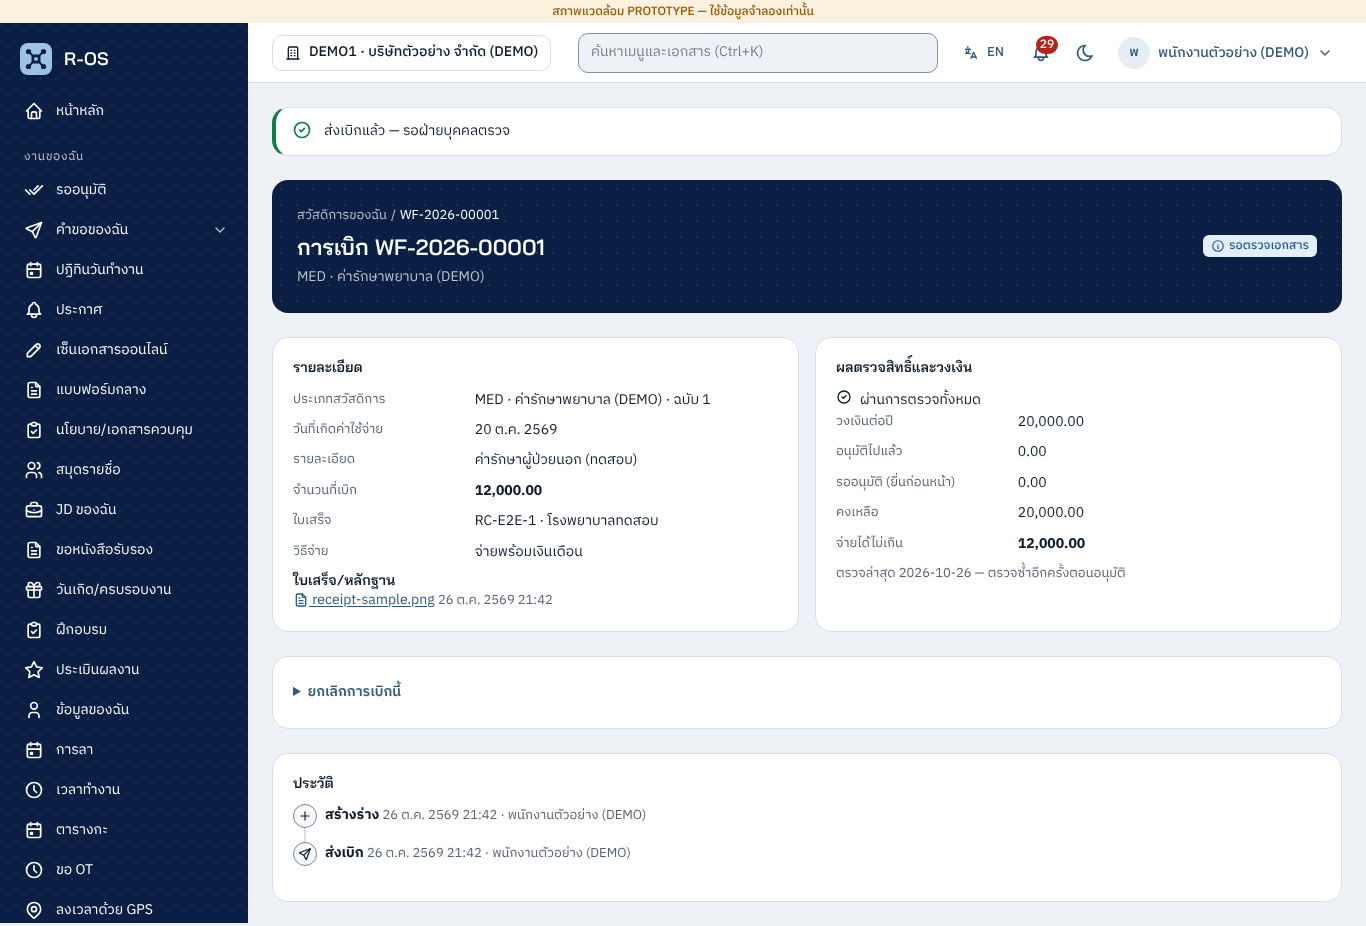 สภาพแวดล้อม PROTOTYPE — ใช้ข้อมูลจำลองเท่านั้น
R-OS
DEMO1 · บริษัทตัวอย่าง จำกัด (DEMO)
ค้นหาเมนูและเอกสาร (Ctrl+K)
EN
29
พ
พนักงานตัวอย่าง (DEMO)
หน้าหลัก
งานของฉัน
รออนุมัติ
คำขอของฉัน
ปฏิทินวันทำงาน
ประกาศ
เซ็นเอกสารออนไลน์
แบบฟอร์มกลาง
นโยบาย/เอกสารควบคุม
สมุดรายชื่อ
JD ของฉัน
ขอหนังสือรับรอง
วันเกิด/ครบรอบงาน
ฝึกอบรม
ประเมินผลงาน
ข้อมูลของฉัน
การลา
เวลาทำงาน
ตารางกะ
ขอ OT
ลงเวลาด้วย GPS
ส่งเบิกแล้ว — รอฝ่ายบุคคลตรวจ
สวัสดิการของฉัน / WF-2026-00001
การเบิก WF-2026-00001
MED · ค่ารักษาพยาบาล (DEMO)
รอตรวจเอกสาร
รายละเอียด
ประเภทสวัสดิการ MED · ค่ารักษาพยาบาล (DEMO) · ฉบับ 1
วันที่เกิดค่าใช้จ่าย 20 ต.ค. 2569
รายละเอียด ค่ารักษาผู้ป่วยนอก (ทดสอบ)
จำนวนที่เบิก 12,000.00
ใบเสร็จ RC-E2E-1 · โรงพยาบาลทดสอบ
วิธีจ่าย จ่ายพร้อมเงินเดือน
ใบเสร็จ/หลักฐาน
receipt-sample.png 26 ต.ค. 2569 21:42
ผลตรวจสิทธิ์และวงเงิน
ผ่านการตรวจทั้งหมด
วงเงินต่อปี 20,000.00
อนุมัติไปแล้ว 0.00
รออนุมัติ (ยื่นก่อนหน้า) 0.00
คงเหลือ 20,000.00
จ่ายได้ไม่เกิน 12,000.00
ตรวจล่าสุด 2026-10-26 — ตรวจซ้ำอีกครั้งตอนอนุมัติ
ยกเลิกการเบิกนี้
ประวัติ
สร้างร่าง 26 ต.ค. 2569 21:42 · พนักงานตัวอย่าง (DEMO)
ส่งเบิก 26 ต.ค. 2569 21:42 · พนักงานตัวอย่าง (DEMO)